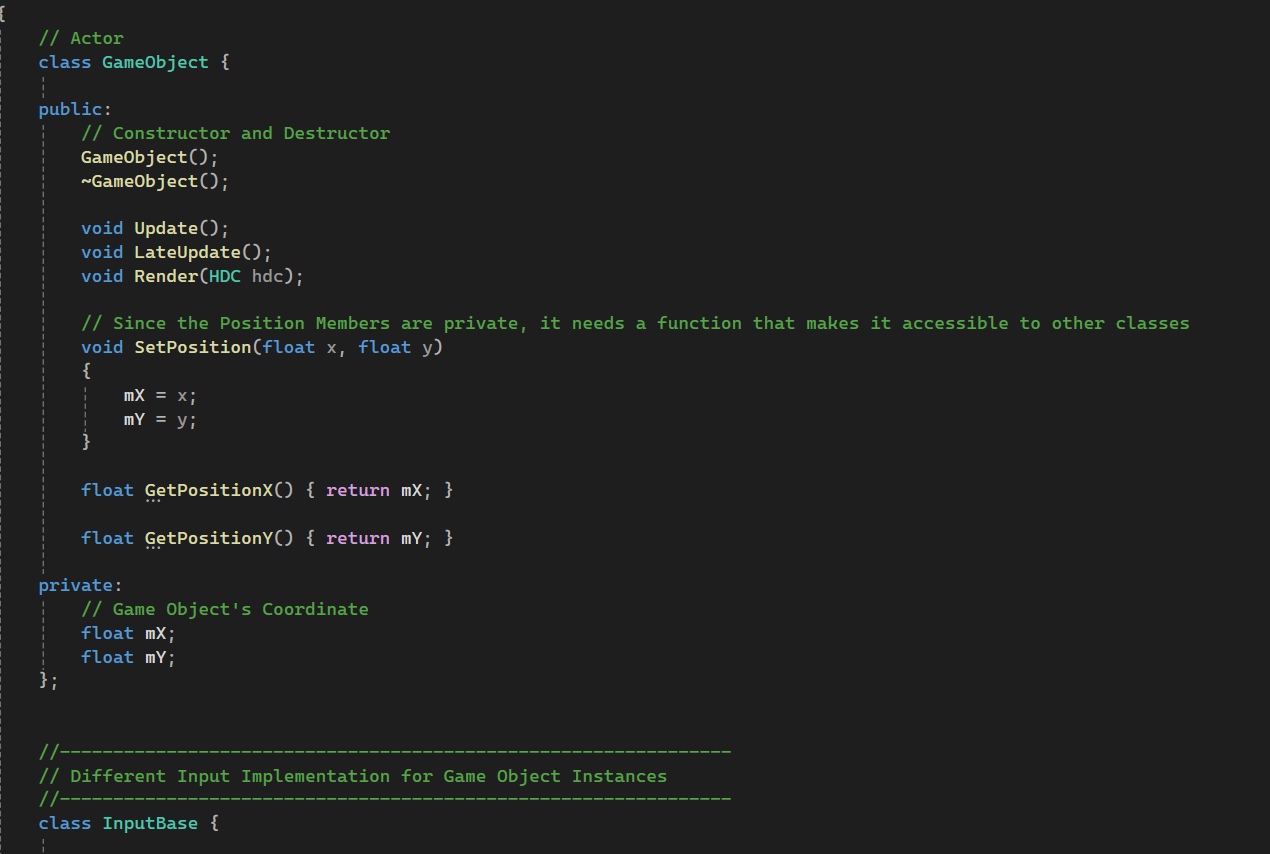 {
// Actor
class GameObject {
public:
// Constructor and Destructor
GameObject();
~GameObject();
void Update();
void LateUpdate();
void Render(HDC hdc);
// Since the Position Members are private, it needs a function that makes it accessible to other classes
void SetPosition(float x, float y)
{
mX = x;
mY = y;
}
float GetPositionX() { return mX; }
float GetPositionY() { return mY; }
private:
// Game Object's Coordinate
float mX;
float mY;
};
//---------------------------------------------------------------
// Different Input Implementation for Game Object Instances
//---------------------------------------------------------------
class InputBase {